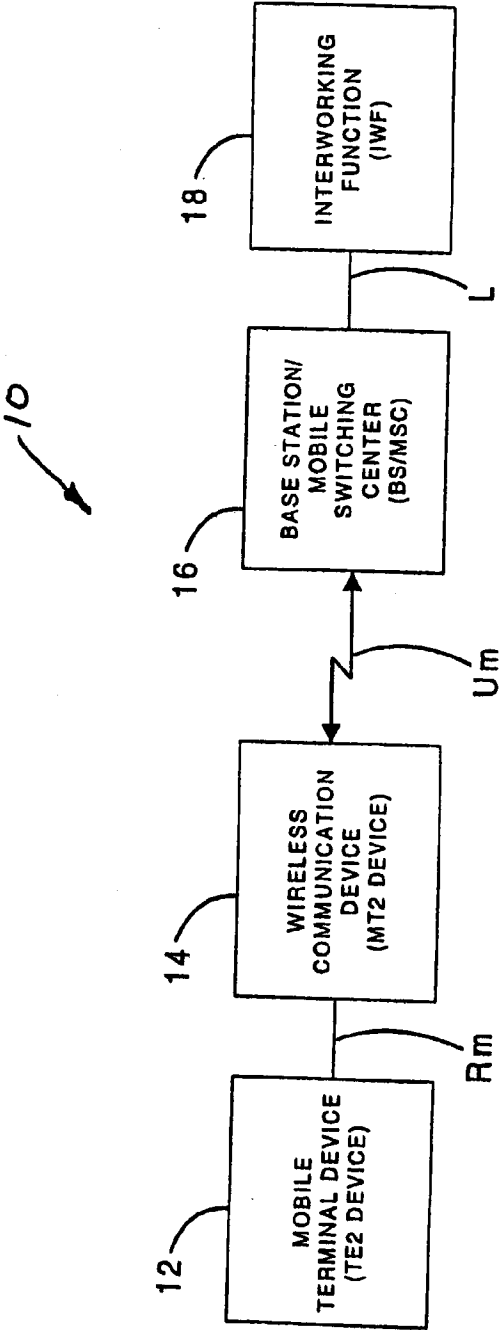 10
12
MOBILE
TERMINAL DEVICE
(TE2 DEVICE)
Rm
14
WIRELESS
COMMUNICATION
DEVICE
(MT2 DEVICE)
Um
16
BASE STATION/
MOBILE
SWITCHING
CENTER
(BS/MSC)
L
18
INTERWORKING
FUNCTION
(IWF)